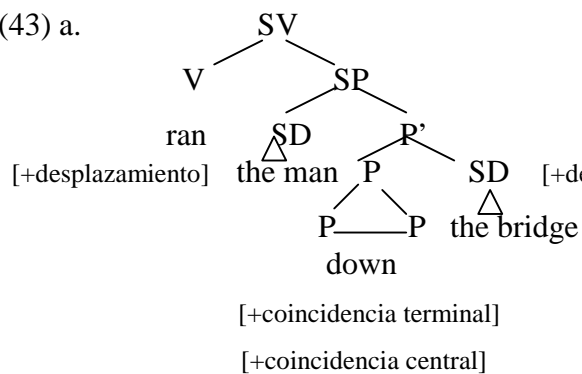 (43) a. SV
V SP
ran SD P’
[+desplazamiento] the man P SD [+de
P P the bridge
down
[+coincidencia terminal]
[+coincidencia central]